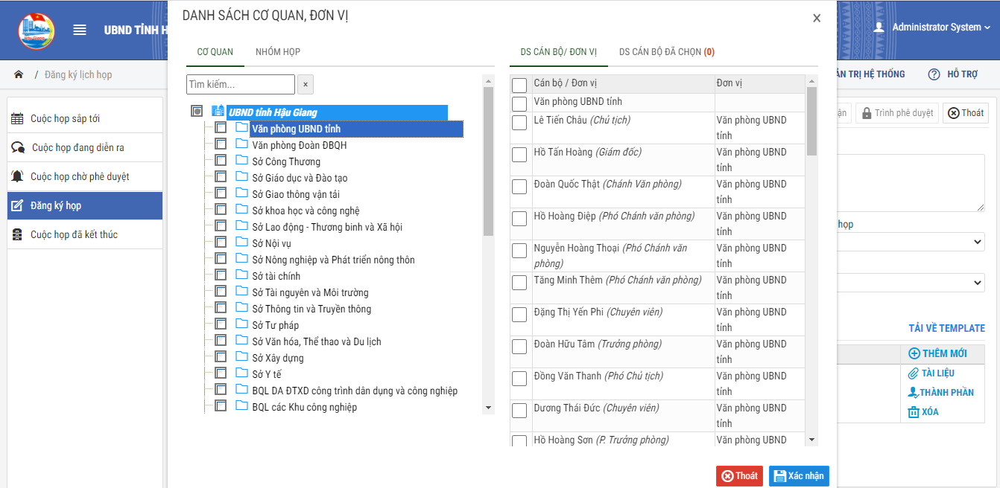 DANH SÁCH CƠ QUAN, ĐƠN VỊ
×
UBND TỈNH H
Administrator System
/ Đăng ký lịch họp
ẢN TRỊ HỆ THỐNG
HỖ TRỢ
Cuộc họp sắp tới
Cuộc họp đang diễn ra
Cuộc họp chờ phê duyệt
Đăng ký họp
Cuộc họp đã kết thúc
CƠ QUAN
NHÓM HỌP
Tìm kiếm...
×
UBND tỉnh Hậu Giang
Văn phòng UBND tỉnh
Văn phòng Đoàn ĐBQH
Sở Công Thương
Sở Giáo dục và Đào tạo
Sở Giao thông vận tải
Sở khoa học và công nghệ
Sở Lao động - Thương binh và Xã hội
Sở Nội vụ
Sở Nông nghiệp và Phát triển nông thôn
Sở tài chính
Sở Tài nguyên và Môi trường
Sở Thông tin và Truyền thông
Sở Tư pháp
Sở Văn hóa, Thể thao và Du lịch
Sở Xây dựng
Sở Y tế
BQL DA ĐTXD công trình dân dụng và công nghiệp
BQL các Khu công nghiệp
DS CÁN BỘ/ ĐƠN VỊ
DS CÁN BỘ ĐÃ CHỌN (0)
Cán bộ / Đơn vị
Đơn vị
Văn phòng UBND tỉnh
Lê Tiến Châu (Chủ tịch)
Văn phòng UBND
tỉnh
Hồ Tấn Hoàng (Giám đốc)
Văn phòng UBND
tỉnh
Đoàn Quốc Thật (Chánh Văn phòng)
Văn phòng UBND
tỉnh
Hồ Hoàng Điệp (Phó Chánh văn phòng)
Văn phòng UBND
tỉnh
Nguyễn Hoàng Thoại (Phó Chánh văn
phòng)
Văn phòng UBND
tỉnh
Tăng Minh Thêm (Phó Chánh văn phòng)
Văn phòng UBND
tỉnh
Đặng Thị Yến Phi (Chuyên viên)
Văn phòng UBND
tỉnh
Đoàn Hữu Tâm (Trưởng phòng)
Văn phòng UBND
tỉnh
Đồng Văn Thanh (Phó Chủ tịch)
Văn phòng UBND
tỉnh
Dương Thái Đức (Chuyên viên)
Văn phòng UBND
tỉnh
Hồ Hoàng Sơn (P. Trưởng phòng)
Văn phòng UBND
Thoát
Xác nhận
ận
Trình phê duyệt
Thoát
họp
TẢI VỀ TEMPLATE
THÊM MỚI
TÀI LIỆU
THÀNH PHẦN
XÓA